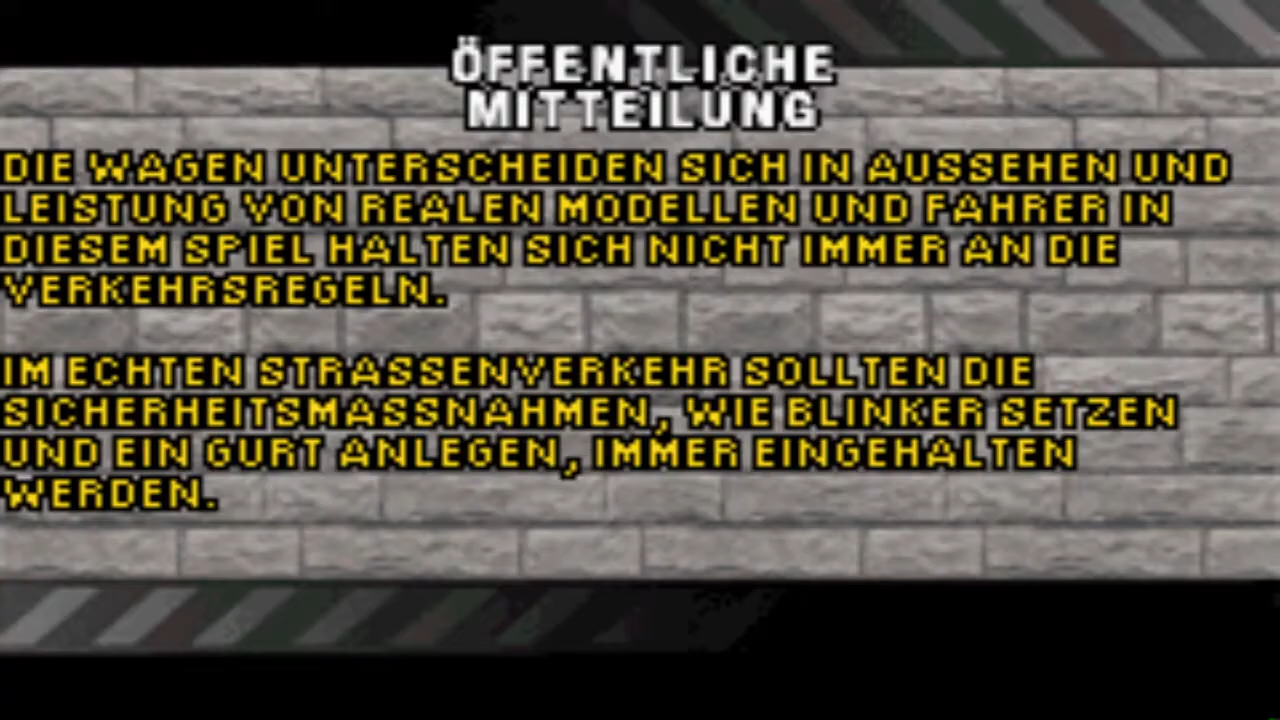 ÖFFENTLICHE
MITTEILUNG
DIE WAGEN UNTERSCHEIDEN SICH IN AUSSEHEN UND
LEISTUNG VON REALEN MODELLEN UND FAHRER IN
DIESEM SPIEL HALTEN SICH NICHT IMMER AN DIE
VERKEHRSREGELN.
IM ECHTEN STRASSENVERKEHR SOLLTEN DIE
SICHERHEITSMASSNAHMEN, WIE BLINKER SETZEN
UND EIN GURT ANLEGEN, IMMER EINGEHALTEN
WERDEN.